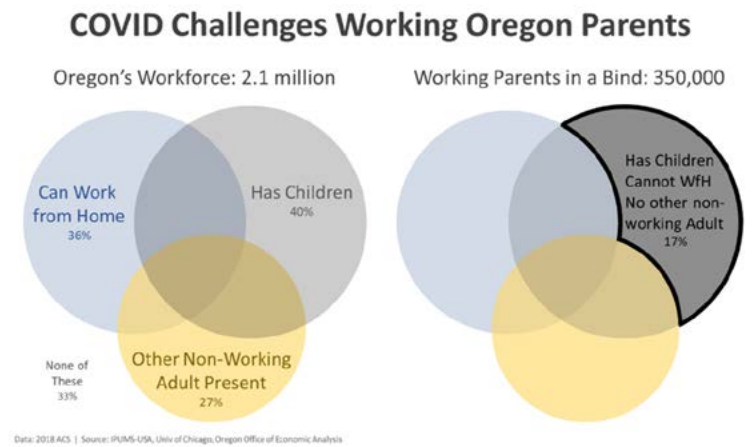 COVID Challenges Working Oregon Parents
Oregon's Workforce: 2.1 million
Can Work
from Home
36%
Has Children
40%
Other Non-Working
Adult Present
27%
None of
These
33%
Working Parents in a Bind: 350,000
Has Children
Cannot WfH
No other non-
working Adult
17%
Data: 2018 ACS | Source: IPUMS-USA, Univ of Chicago, Oregon Office of Economic Analysis